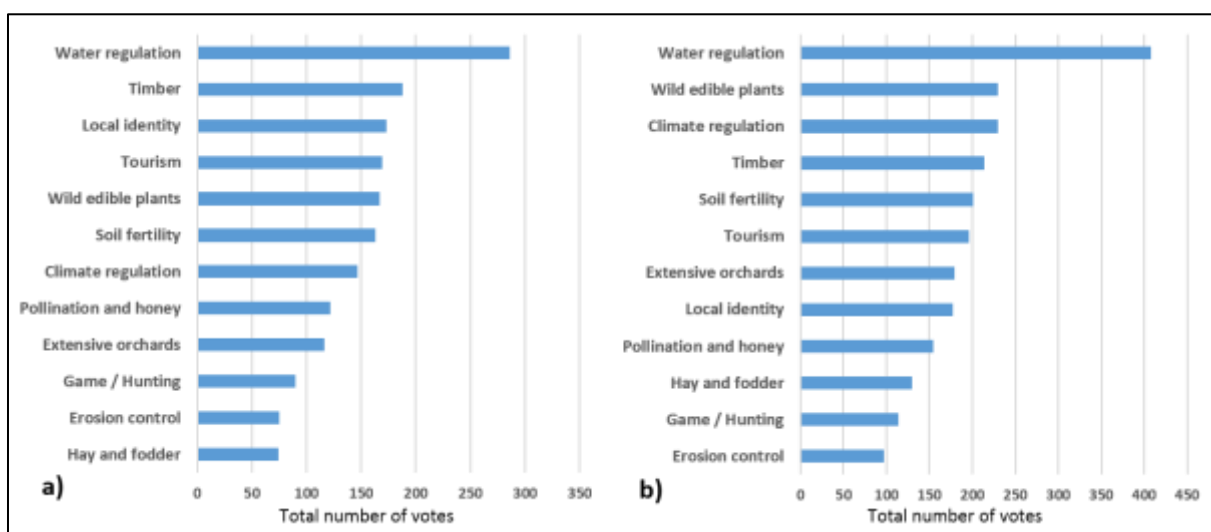 Water regulation
Timber
Local identity
Tourism
Wild edible plants
Soil fertility
Climate regulation
Pollination and honey
Extensive orchards
Game / Hunting
Erosion control
Hay and fodder
a)
0 50 100 150 200 250 300 350
Total number of votes
Water regulation
Wild edible plants
Climate regulation
Timber
Soil fertility
Tourism
Extensive orchards
Local identity
Pollination and honey
Hay and fodder
Game / Hunting
Erosion control
b)
0 50 100 150 200 250 300 350 400 450
Total number of votes